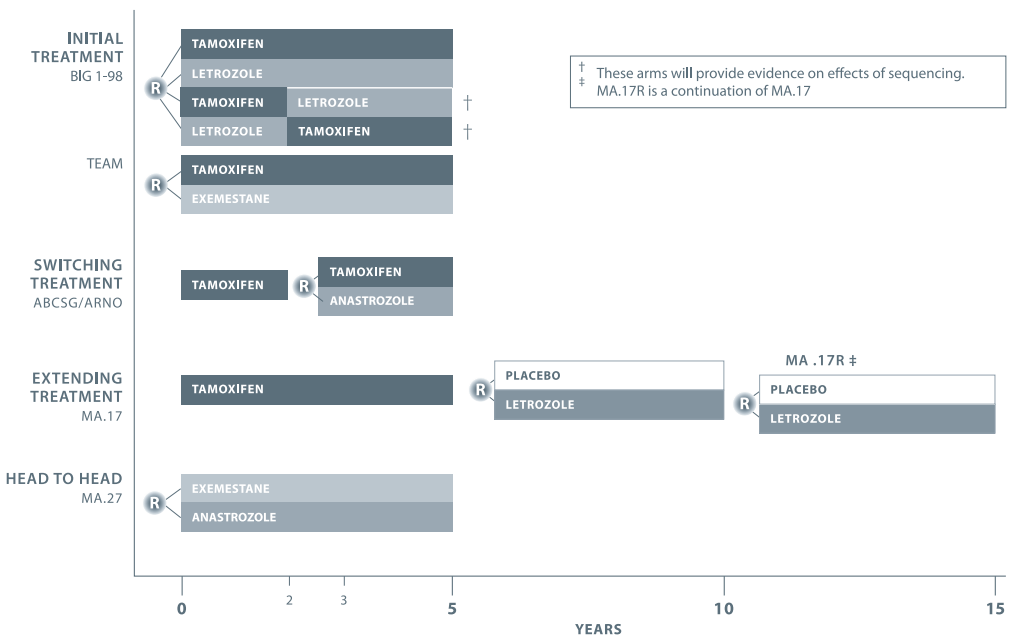 INITIAL
TREATMENT
BIG 1-98
R
TAMOXIFEN
LETROZOLE
TAMOXIFEN LETROZOLE †
LETROZOLE TAMOXIFEN †
† These arms will provide evidence on effects of sequencing.
‡ MA.17R is a continuation of MA.17
TEAM
R
TAMOXIFEN
EXEMESTANE
SWITCHING
TREATMENT
ABCSG/ARNO
TAMOXIFEN
R
TAMOXIFEN
ANASTROZOLE
EXTENDING
TREATMENT
MA.17
TAMOXIFEN
R
PLACEBO
LETROZOLE
MA .17R ‡
R
PLACEBO
LETROZOLE
HEAD TO HEAD
MA.27
R
EXEMESTANE
ANASTROZOLE
0 2 3 5 10 15
YEARS